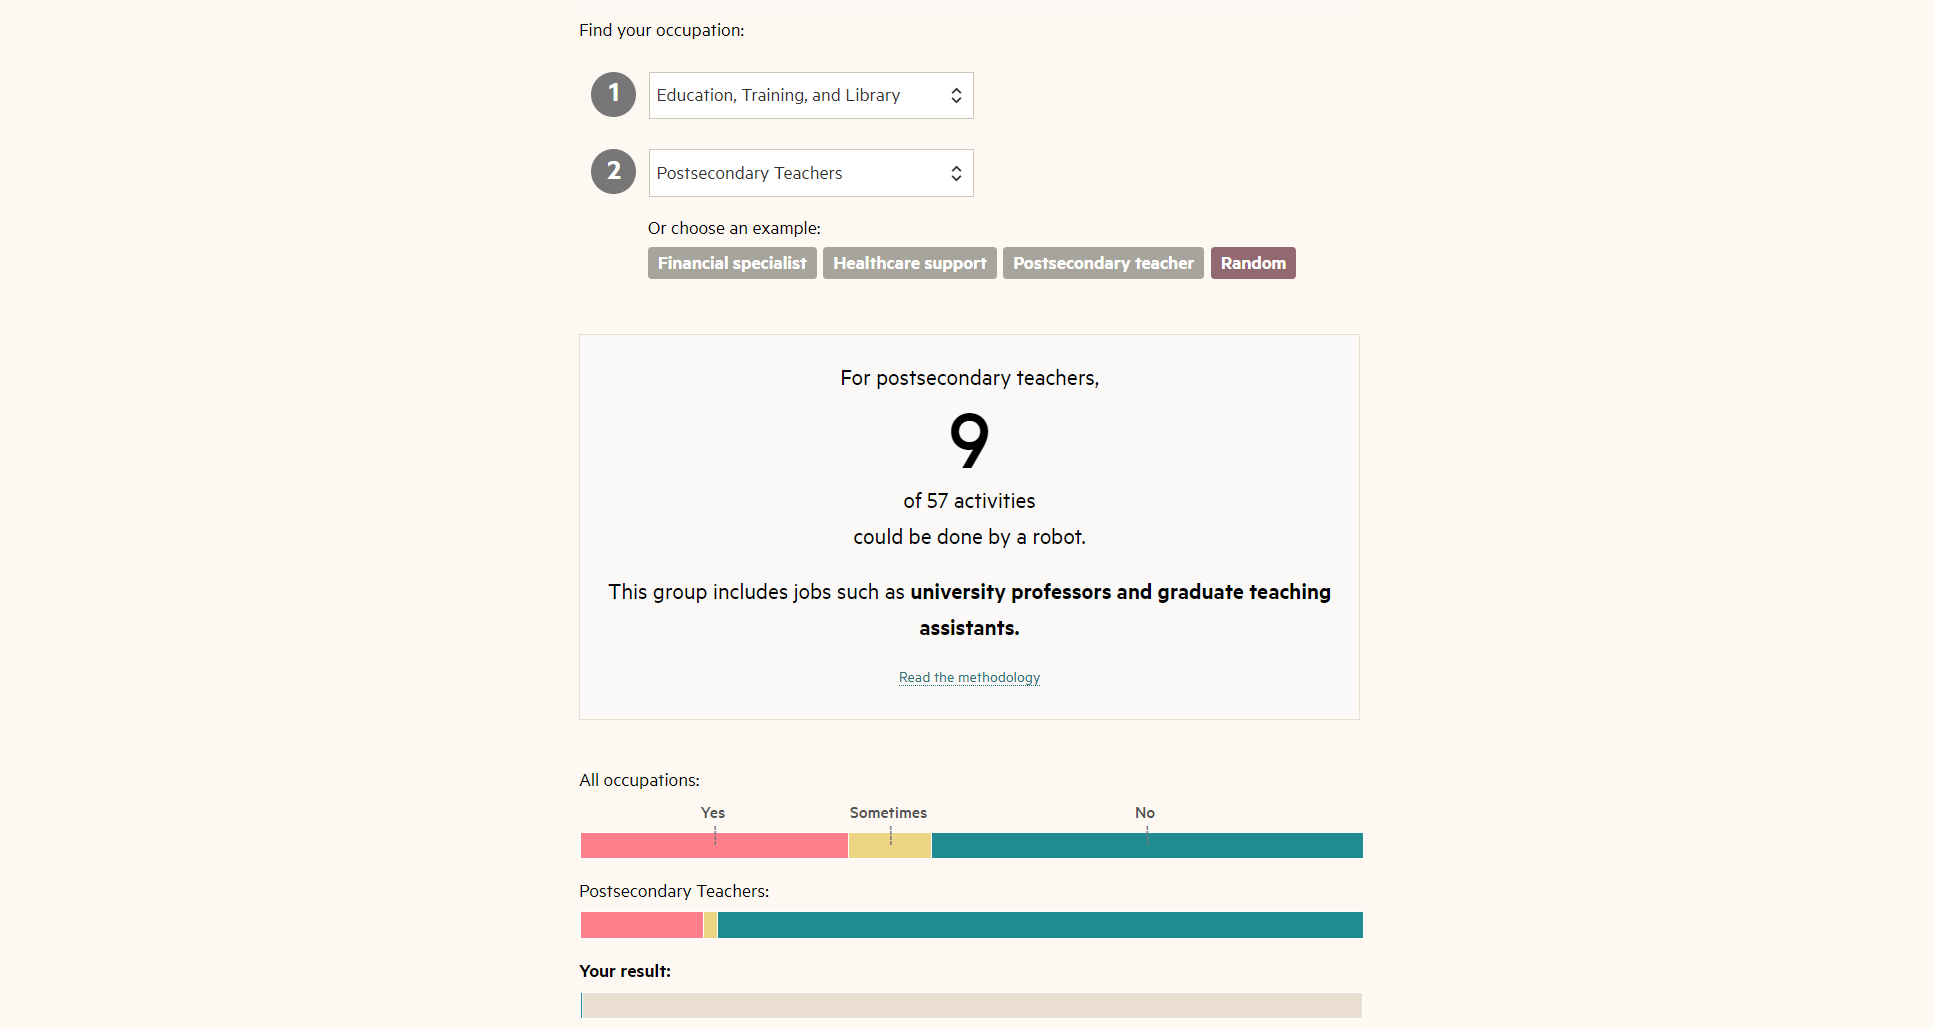 Find your occupation:
1
Education, Training, and Library
2
Postsecondary Teachers
Or choose an example:
Financial specialist Healthcare support Postsecondary teacher Random
For postsecondary teachers,
9
of 57 activities
could be done by a robot.
This group includes jobs such as university professors and graduate teaching
assistants.
Read the methodology
All occupations:
Yes Sometimes No
Postsecondary Teachers:
Your result: